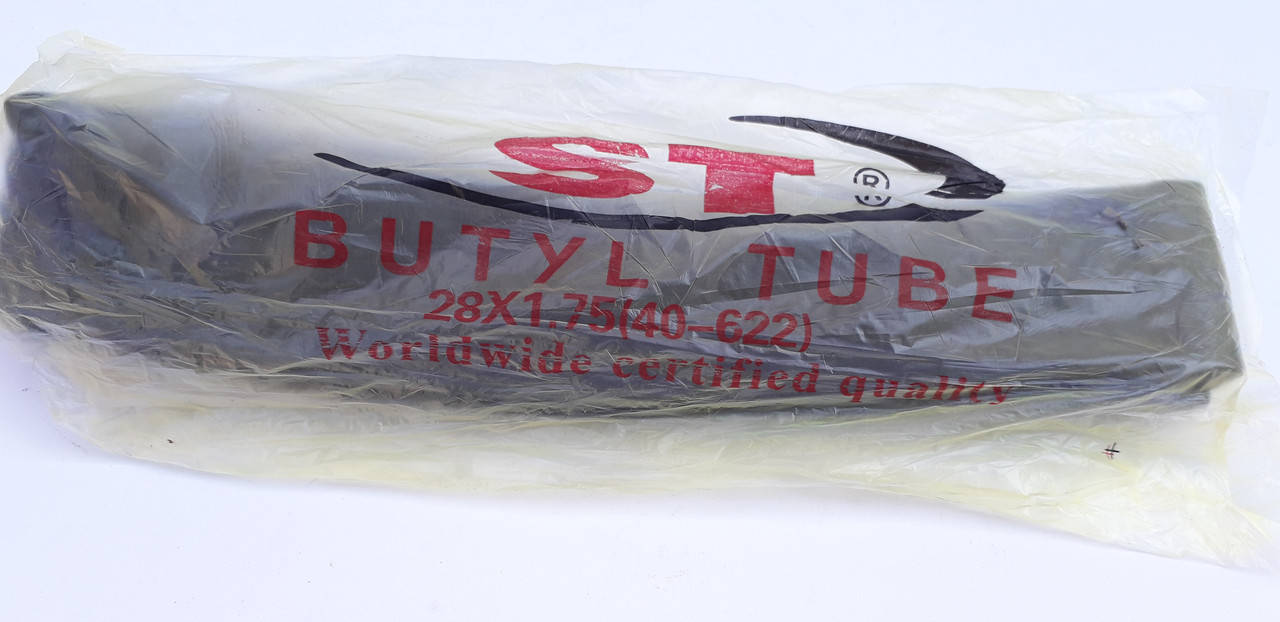 ST ®
BUTYL TUBE
28X1.75(40-622)
Worldwide certified quality